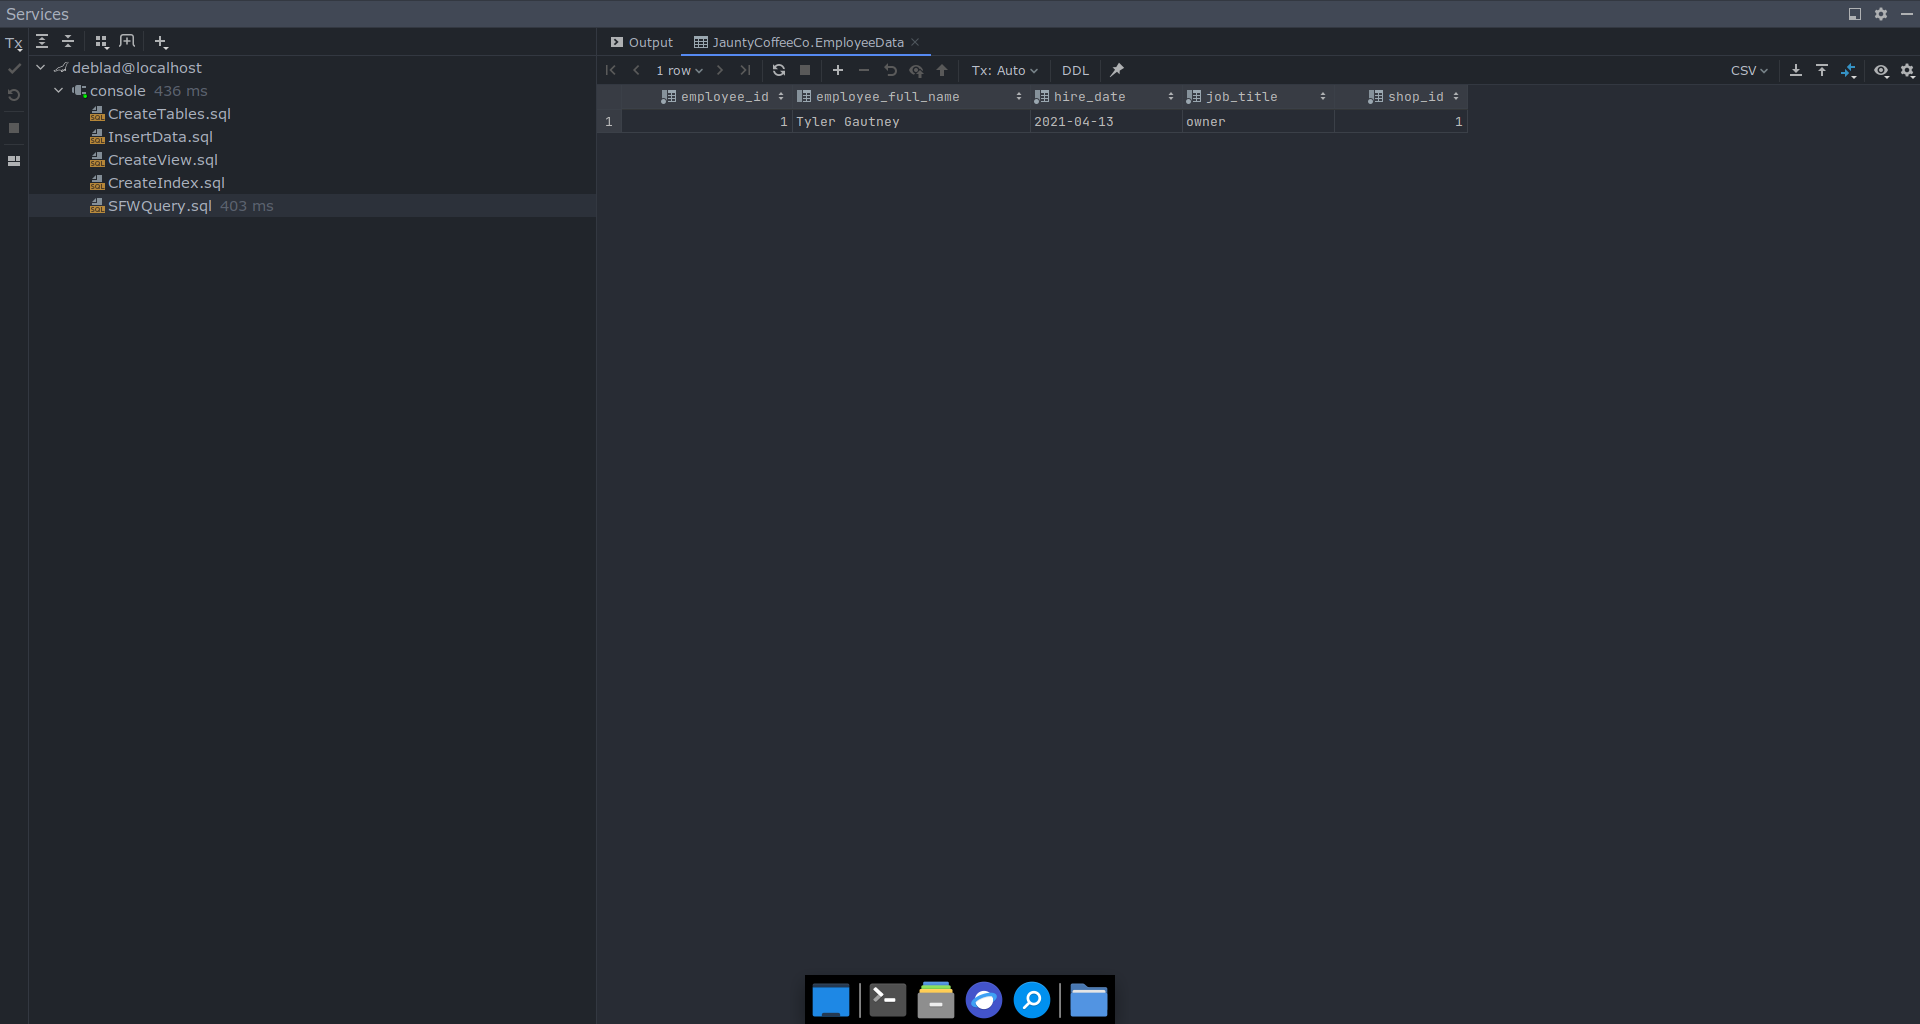 Services
Tx
deblad@localhost
console 436 ms
CreateTables.sql
InsertData.sql
CreateView.sql
CreateIndex.sql
SFWQuery.sql 403 ms
Output JauntyCoffeeCo.EmployeeData
1 row Tx: Auto DDL CSV
employee_id employee_full_name hire_date job_title shop_id
1 1 Tyler Gautney 2021-04-13 owner 1